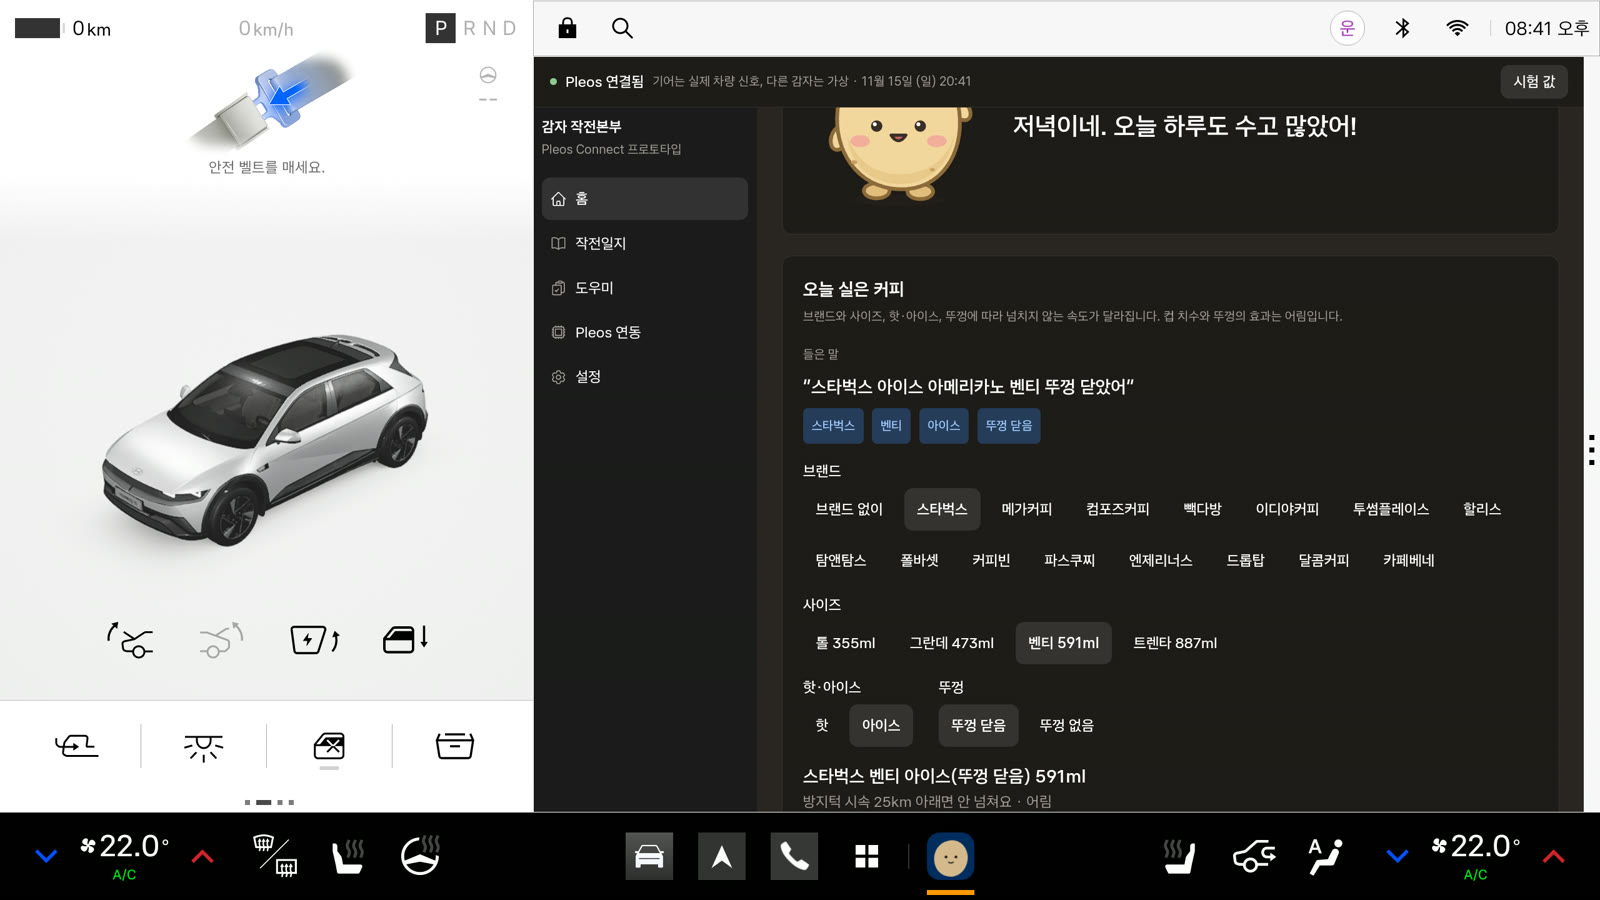 0km
0km/h
P R N D
--
안전 벨트를 매세요.
운
08:41 오후
Pleos 연결됨 기어는 실제 차량 신호, 다른 감자는 가상 · 11월 15일 (일) 20:41
시험 값
감자 작전본부
Pleos Connect 프로토타입
홈
작전일지
도우미
Pleos 연동
설정
저녁이네. 오늘 하루도 수고 많았어!
오늘 실은 커피
브랜드와 사이즈, 핫·아이스, 뚜껑에 따라 넘치지 않는 속도가 달라집니다. 컵 치수와 뚜껑의 효과는 어림입니다.
들은 말
“스타벅스 아이스 아메리카노 벤티 뚜껑 닫았어”
스타벅스 벤티 아이스 뚜껑 닫음
브랜드
브랜드 없이 스타벅스 메가커피 컴포즈커피 빽다방 이디야커피 투썸플레이스 할리스
탐앤탐스 폴바셋 커피빈 파스쿠찌 엔제리너스 드롭탑 달콤커피 카페베네
사이즈
톨 355ml 그란데 473ml 벤티 591ml 트렌타 887ml
핫·아이스 뚜껑
핫 아이스 뚜껑 닫음 뚜껑 없음
스타벅스 벤티 아이스(뚜껑 닫음) 591ml
방지턱 시속 25km 아래면 안 넘쳐요 · 어림
22.0°
A/C
A
22.0°
A/C